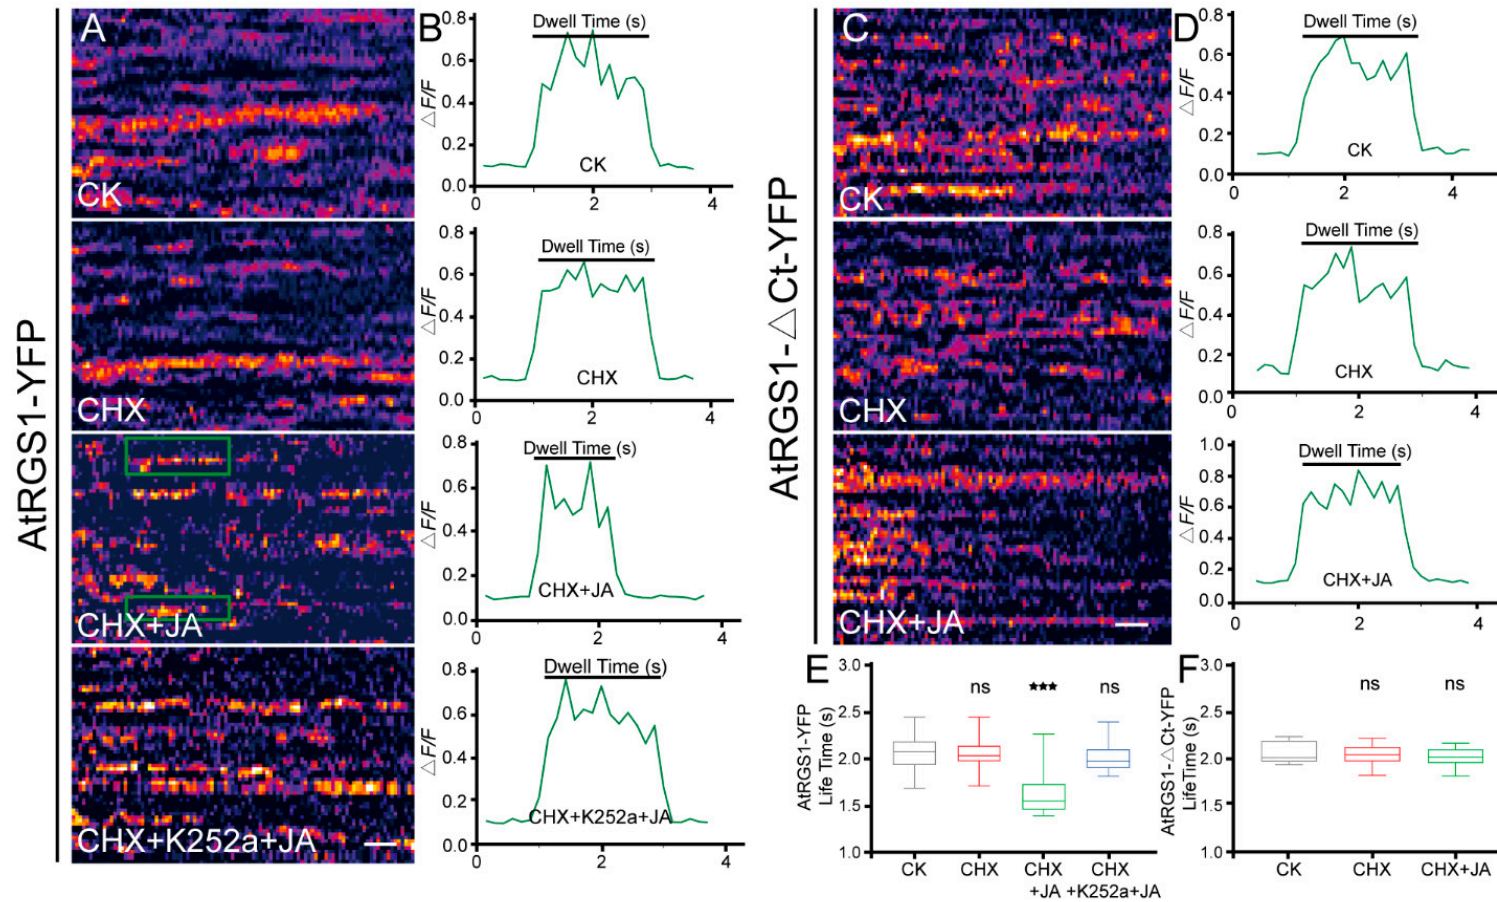 AtRGS1-YFP
A
CK
CHX
CHX+JA
CHX+K252a+JA
B
Dwell Time (s)
△F/F
0.8
0.6
0.4
0.2
0.0
CK
0
2
4
Dwell Time (s)
△F/F
0.8
0.6
0.4
0.2
0.0
CHX
0
2
4
Dwell Time (s)
△F/F
0.8
0.6
0.4
0.2
0.0
CHX+JA
0
2
4
Dwell Time (s)
△F/F
0.8
0.6
0.4
0.2
0.0
CHX+K252a+JA
0
2
4
AtRGS1-△Ct-YFP
C
CK
CHX
CHX+JA
D
Dwell Time (s)
△F/F
0.8
0.6
0.4
0.2
0.0
CK
0
2
4
Dwell Time (s)
△F/F
0.8
0.6
0.4
0.2
0.0
CHX
0
2
4
Dwell Time (s)
△F/F
1.0
0.8
0.6
0.4
0.2
0.0
CHX+JA
0
2
4
E
AtRGS1-YFP
Life Time (s)
3.0
2.5
2.0
1.5
1.0
ns
★★★
ns
CK
CHX
CHX
+JA
CHX
+K252a+JA
F
AtRGS1-△Ct-YFP
LifeTime (s)
3.0
2.5
2.0
1.5
1.0
ns
ns
CK
CHX
CHX+JA